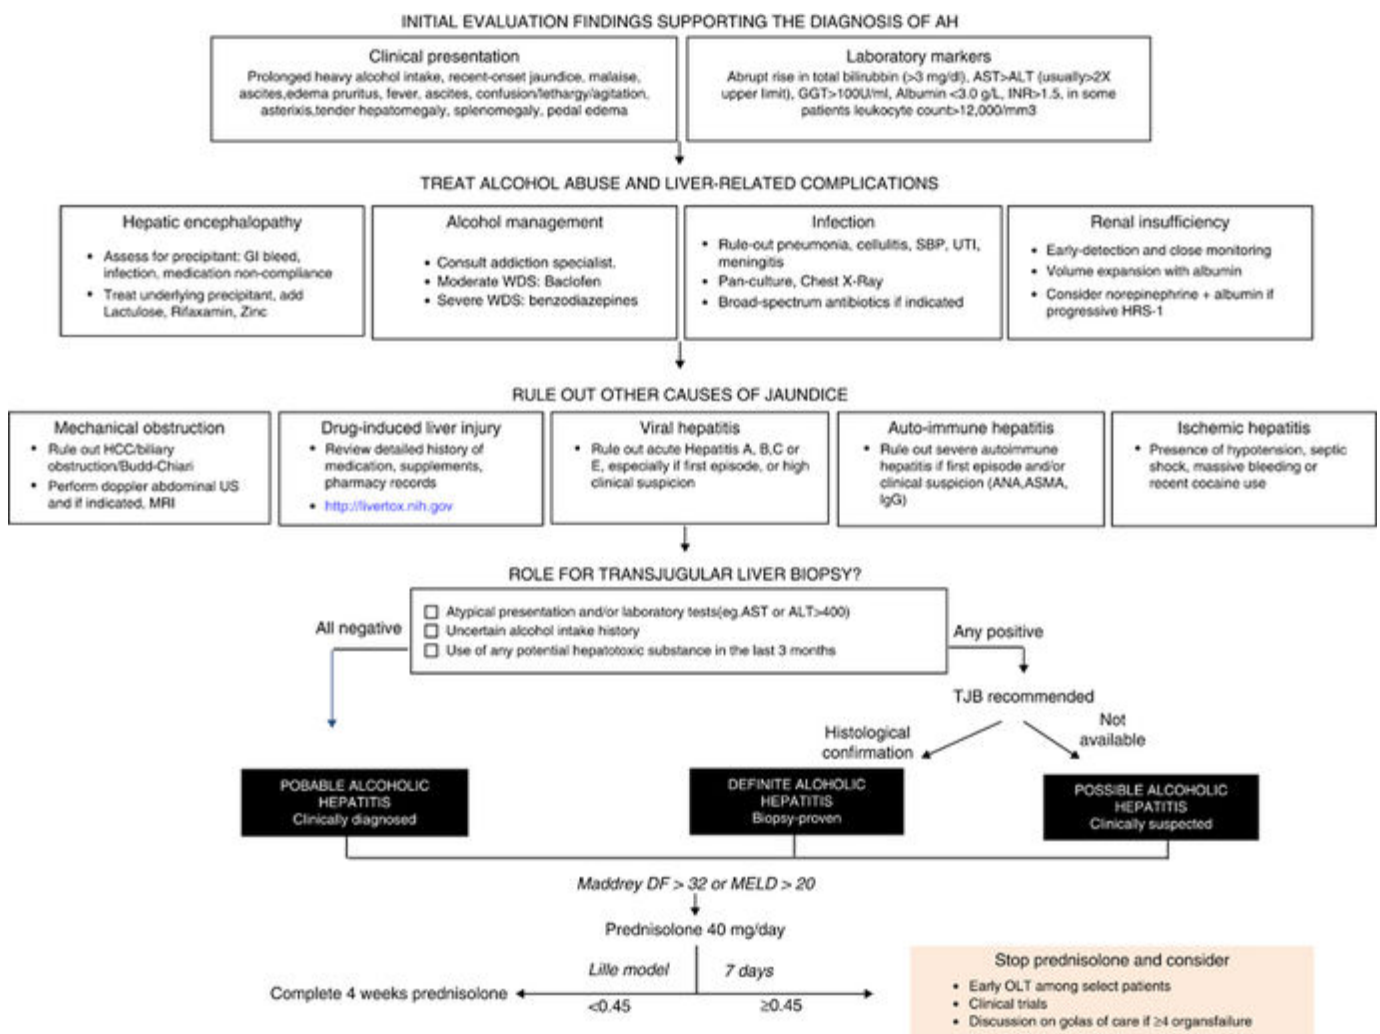 INITIAL EVALUATION FINDINGS SUPPORTING THE DIAGNOSIS OF AH
Clinical presentation
Prolonged heavy alcohol intake, recent-onset jaundice, malaise,
ascites,edema pruritus, fever, ascites, confusion/lethargy/agitation,
asterixis,tender hepatomegaly, splenomegaly, pedal edema
Laboratory markers
Abrupt rise in total bilirubbin (>3 mg/dl), AST>ALT (usually>2X
upper limit), GGT>100U/ml, Albumin <3.0 g/L, INR>1.5, in some
patients leukocyte count>12,000/mm3
TREAT ALCOHOL ABUSE AND LIVER-RELATED COMPLICATIONS
Hepatic encephalopathy
• Assess for precipitant: GI bleed,
infection, medication non-compliance
• Treat underlying precipitant, add
Lactulose, Rifaxamin, Zinc
Alcohol management
• Consult addiction specialist.
• Moderate WDS: Baclofen
• Severe WDS: benzodiazepines
Infection
• Rule-out pneumonia, cellulitis, SBP, UTI,
meningitis
• Pan-culture, Chest X-Ray
• Broad-spectrum antibiotics if indicated
Renal insufficiency
• Early-detection and close monitoring
• Volume expansion with albumin
• Consider norepinephrine + albumin if
progressive HRS-1
RULE OUT OTHER CAUSES OF JAUNDICE
Mechanical obstruction
• Rule out HCC/biliary
obstruction/Budd-Chiari
• Perform doppler abdominal US
and if indicated, MRI
Drug-induced liver injury
• Review detailed history of
medication, supplements,
pharmacy records
• http://livertox.nih.gov
Viral hepatitis
• Rule out acute Hepatitis A, B,C or
E, especially if first episode, or high
clinical suspicion
Auto-immune hepatitis
• Rule out severe autoimmune
hepatitis if first episode and/or
clinical suspicion (ANA,ASMA,
IgG)
Ischemic hepatitis
• Presence of hypotension, septic
shock, massive bleeding or
recent cocaine use
ROLE FOR TRANSJUGULAR LIVER BIOPSY?
Atypical presentation and/or laboratory tests(eg.AST or ALT>400)
Uncertain alcohol intake history
Use of any potential hepatotoxic substance in the last 3 months
All negative
Any positive
TJB recommended
Histological
confirmation
Not
available
POBABLE ALCOHOLIC
HEPATITIS
Clinically diagnosed
DEFINITE ALOHOLIC
HEPATITIS
Biopsy-proven
POSSIBLE ALCOHOLIC
HEPATITIS
Clinically suspected
Maddrey DF > 32 or MELD > 20
Prednisolone 40 mg/day
Lille model
7 days
Complete 4 weeks prednisolone
<0.45
≥0.45
Stop prednisolone and consider
• Early OLT among select patients
• Clinical trials
• Discussion on golas of care if ≥4 organsfailure